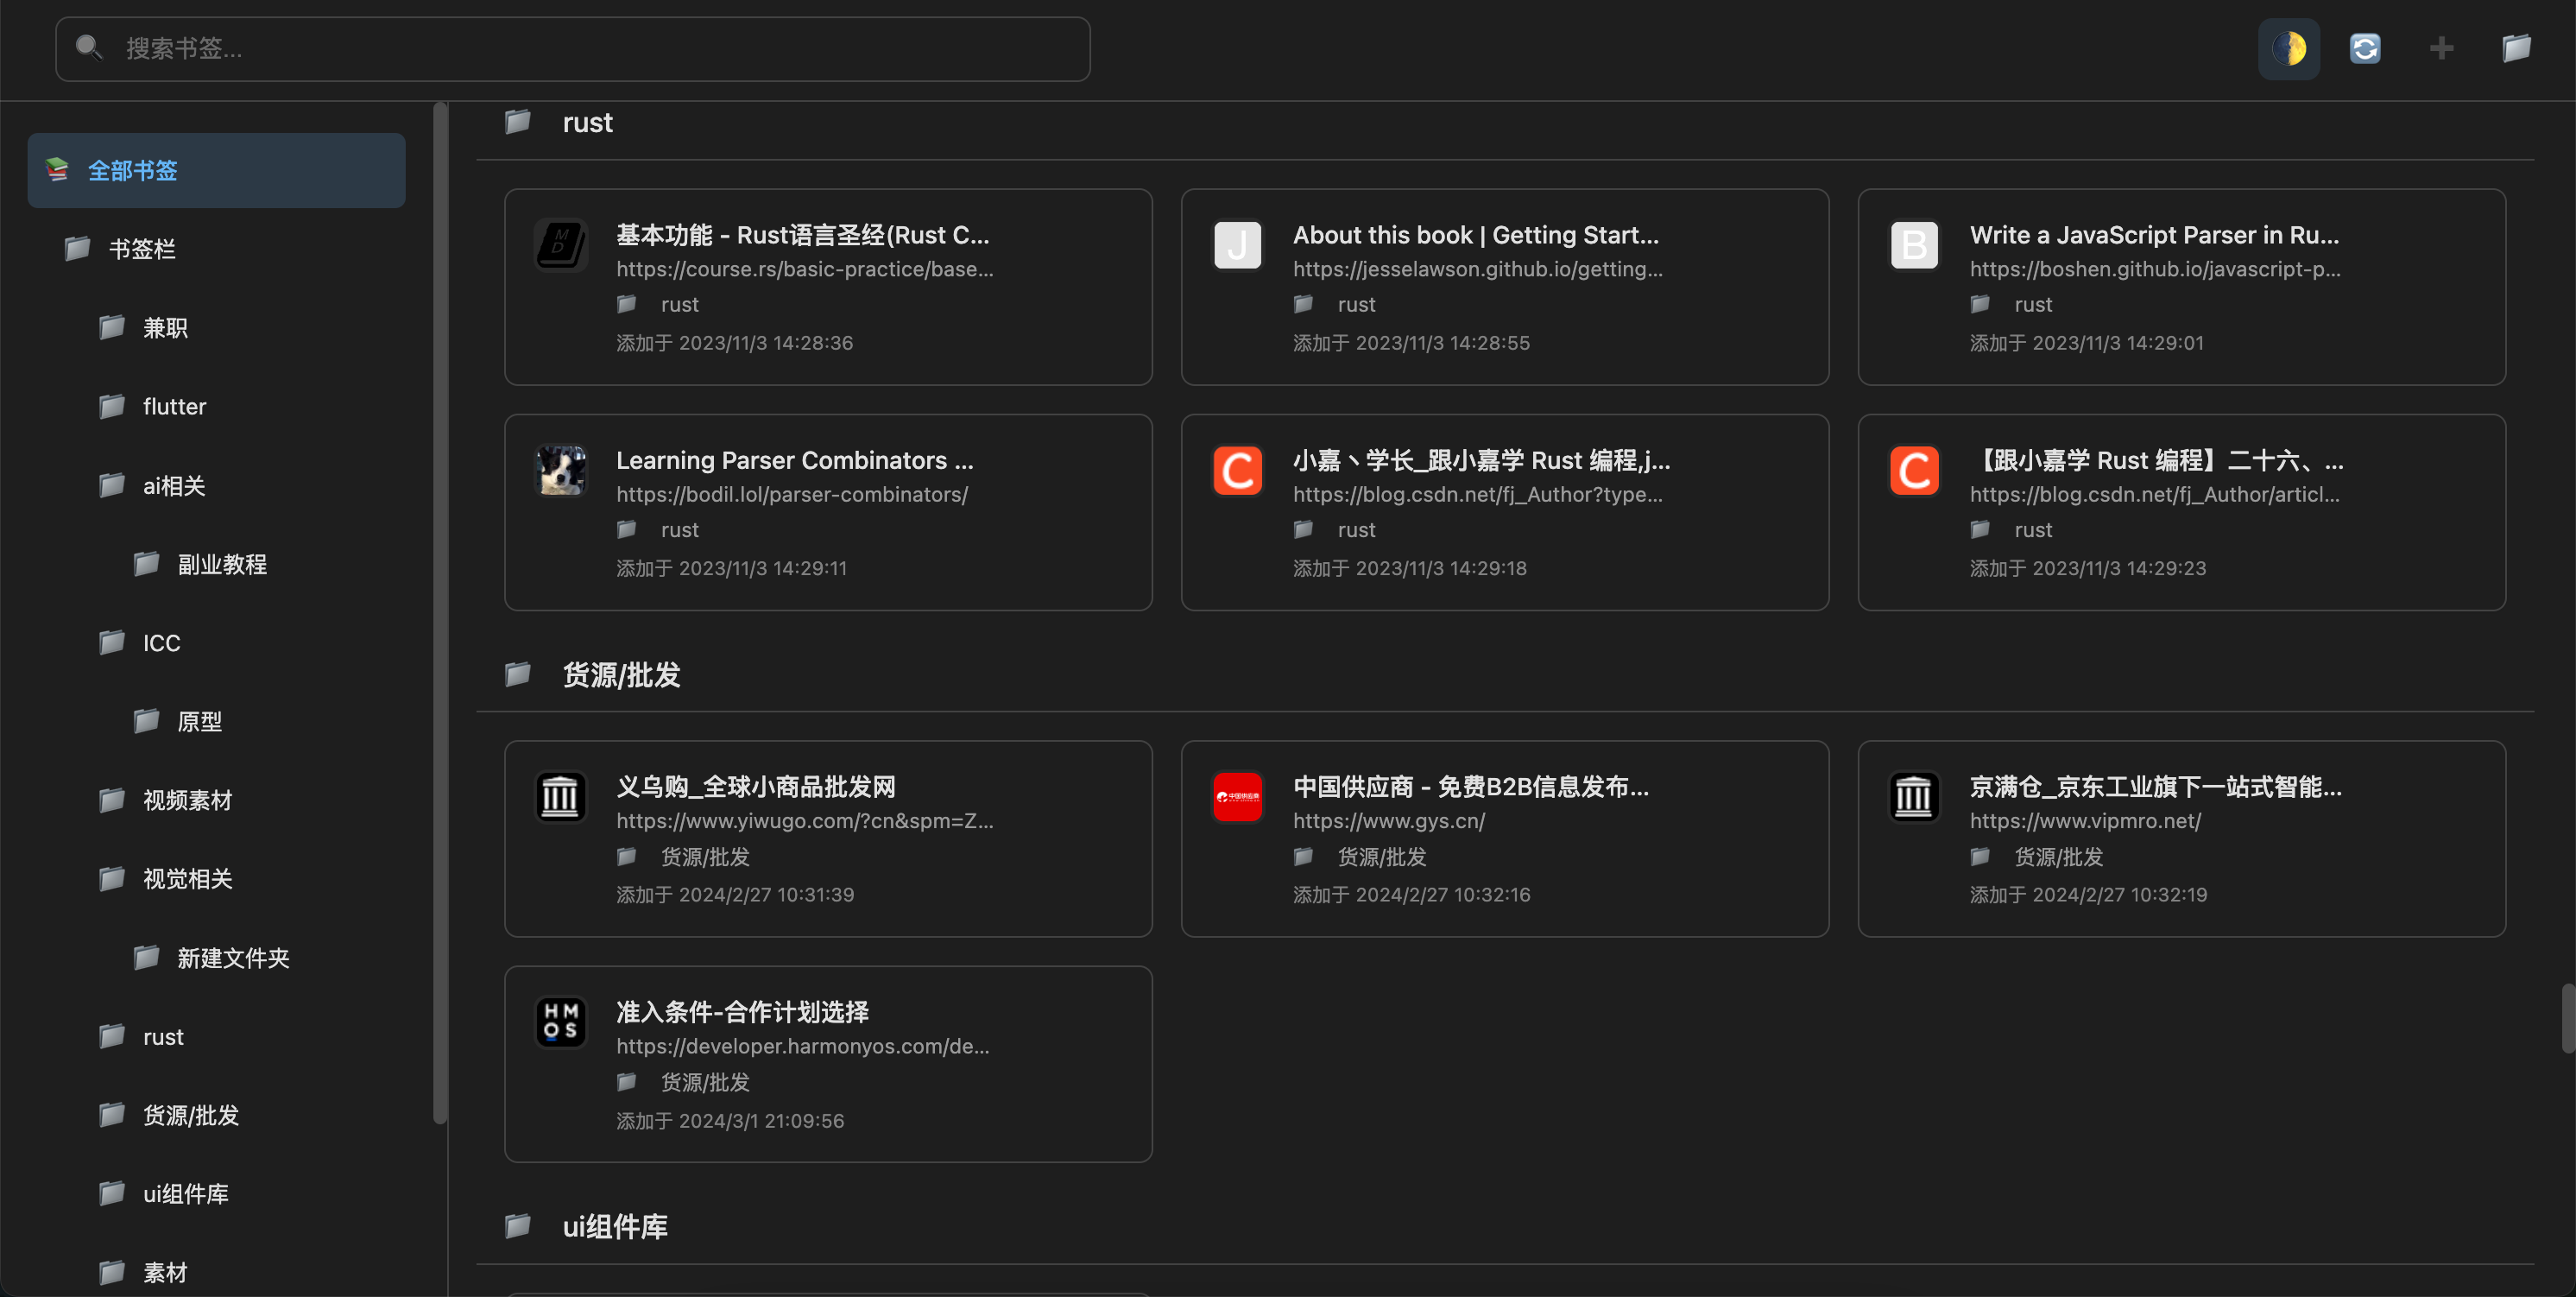 搜索书签...
全部书签
书签栏
兼职
flutter
ai相关
副业教程
ICC
原型
视频素材
视觉相关
新建文件夹
rust
货源/批发
ui组件库
素材
rust
基本功能 - Rust语言圣经(Rust C...
https://course.rs/basic-practice/base...
rust
添加于 2023/11/3 14:28:36
J
About this book | Getting Start...
https://jesselawson.github.io/getting...
rust
添加于 2023/11/3 14:28:55
B
Write a JavaScript Parser in Ru...
https://boshen.github.io/javascript-p...
rust
添加于 2023/11/3 14:29:01
Learning Parser Combinators ...
https://bodil.lol/parser-combinators/
rust
添加于 2023/11/3 14:29:11
C
小嘉丶学长_跟小嘉学 Rust 编程,j...
https://blog.csdn.net/fj_Author?type...
rust
添加于 2023/11/3 14:29:18
C
【跟小嘉学 Rust 编程】二十六、...
https://blog.csdn.net/fj_Author/articl...
rust
添加于 2023/11/3 14:29:23
货源/批发
义乌购_全球小商品批发网
https://www.yiwugo.com/?cn&spm=Z...
货源/批发
添加于 2024/2/27 10:31:39
中国供应商
中国供应商 - 免费B2B信息发布...
https://www.gys.cn/
货源/批发
添加于 2024/2/27 10:32:16
京满仓_京东工业旗下一站式智能...
https://www.vipmro.net/
货源/批发
添加于 2024/2/27 10:32:19
HM
OS
准入条件-合作计划选择
https://developer.harmonyos.com/de...
货源/批发
添加于 2024/3/1 21:09:56
ui组件库